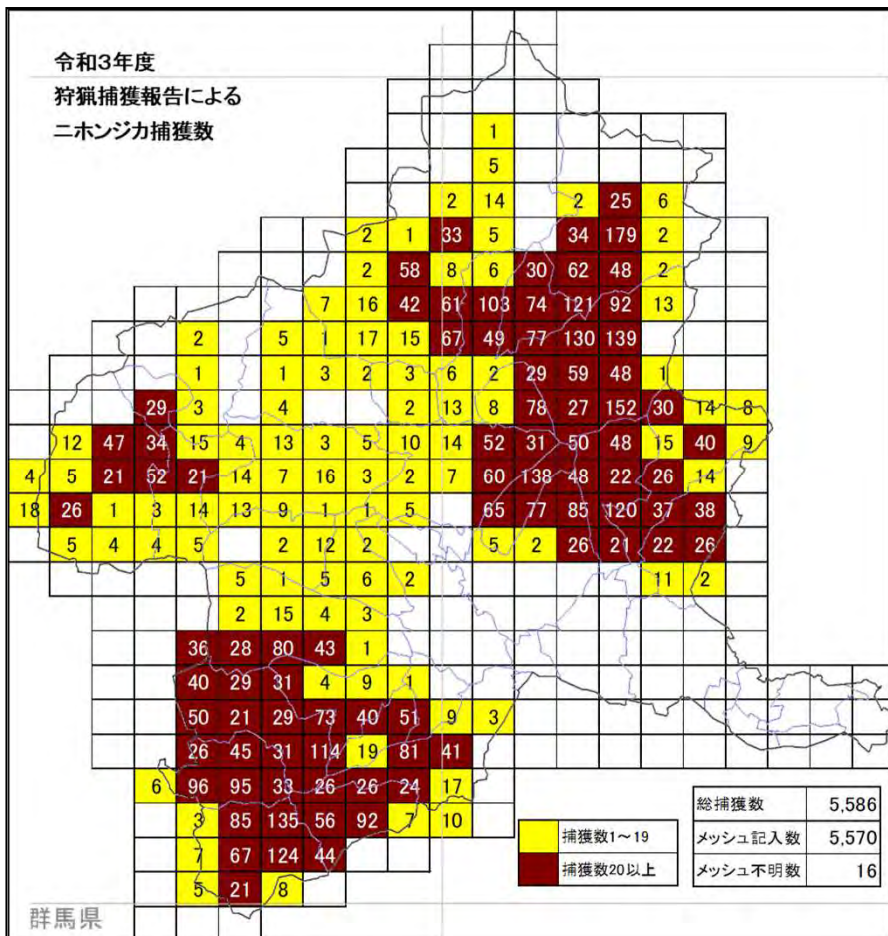 令和3年度
狩猟捕獲報告による
ニホンジカ捕獲数
1
5
2 14 2 25 6
2 1 33 5 34 179 2
2 58 8 6 30 62 48 2
7 16 42 61 103 74 121 92 13
2 5 1 17 15 67 49 77 130 139
1 1 3 2 3 6 2 29 59 48 1
29 3 4 2 13 8 78 27 152 30 14 8
12 47 34 15 4 13 3 5 10 14 52 31 50 48 15 40 9
4 5 21 52 21 14 7 16 3 2 7 60 138 48 22 26 14
18 26 1 3 14 13 9 1 1 5 65 77 85 120 37 38
5 4 4 5 2 12 2 5 2 26 21 22 26
5 1 5 6 2 11 2
2 15 4 3
36 28 80 43 1
40 29 31 4 9 1
50 21 29 73 40 51 9 3
26 45 31 114 19 81 41
6 96 95 33 26 26 24 17
3 85 135 56 92 7 10
7 67 124 44
5 21 8
捕獲数1~19
捕獲数20以上
総捕獲数 5,586
メッシュ記入数 5,570
メッシュ不明数 16
群馬県